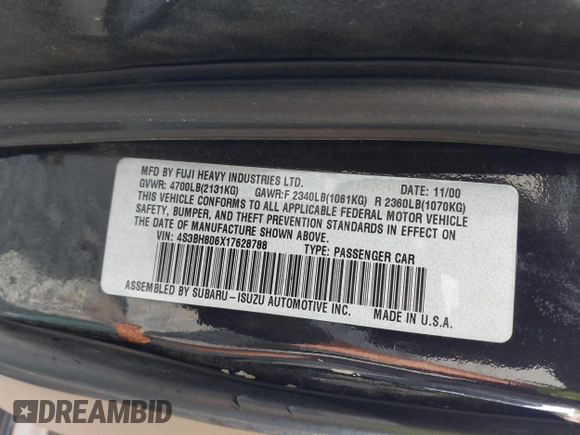 MFD BY FUJI HEAVY INDUSTRIES LTD. DATE: 11/00
GVWR: 4700LB(2131KG) GAWR:F 2340LB(1061KG) R 2360LB(1070KG)
THIS VEHICLE CONFORMS TO ALL APPLICABLE FEDERAL MOTOR VEHICLE
SAFETY, BUMPER, AND THEFT PREVENTION STANDARDS IN EFFECT ON
THE DATE OF MANUFACTURE SHOWN ABOVE.
VIN: 4S3BH806X17628788 TYPE: PASSENGER CAR
ASSEMBLED BY SUBARU-ISUZU AUTOMOTIVE INC. MADE IN U.S.A.
DREAMBID